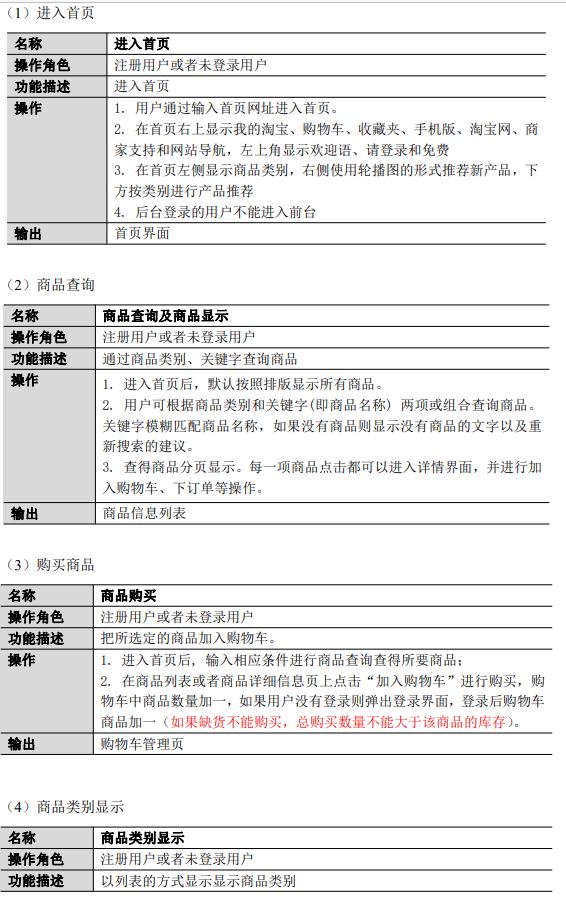 （1）进入首页
名称 进入首页
操作角色 注册用户或者未登录用户
功能描述 进入首页
操作 1. 用户通过输入首页网址进入首页。
2. 在首页右上显示我的淘宝、购物车、收藏夹、手机版、淘宝网、商
家支持和网站导航，左上角显示欢迎语、请登录和免费
3. 在首页左侧显示商品类别，右侧使用轮播图的形式推荐新产品，下
方按类别进行产品推荐
4. 后台登录的用户不能进入前台
输出 首页界面
（2）商品查询
名称 商品查询及商品显示
操作角色 注册用户或者未登录用户
功能描述 通过商品类别、关键字查询商品
操作 1. 进入首页后，默认按照排版显示所有商品。
2. 用户可根据商品类别和关键字(即商品名称) 两项或组合查询商品。
关键字模糊匹配商品名称，如果没有商品则显示没有商品的文字以及重
新搜索的建议。
3. 查得商品分页显示。每一项商品点击都可以进入详情界面，并进行加
入购物车、下订单等操作。
输出 商品信息列表
（3）购买商品
名称 商品购买
操作角色 注册用户或者未登录用户
功能描述 把所选定的商品加入购物车。
操作 1. 进入首页后, 输入相应条件进行商品查询查得所要商品；
2. 在商品列表或者商品详细信息页上点击“加入购物车”进行购买，购
物车中商品数量加一，如果用户没有登录则弹出登录界面，登录后购物车
商品加一（如果缺货不能购买，总购买数量不能大于该商品的库存）。
输出 购物车管理页
（4）商品类别显示
名称 商品类别显示
操作角色 注册用户或者未登录用户
功能描述 以列表的方式显示显示商品类别